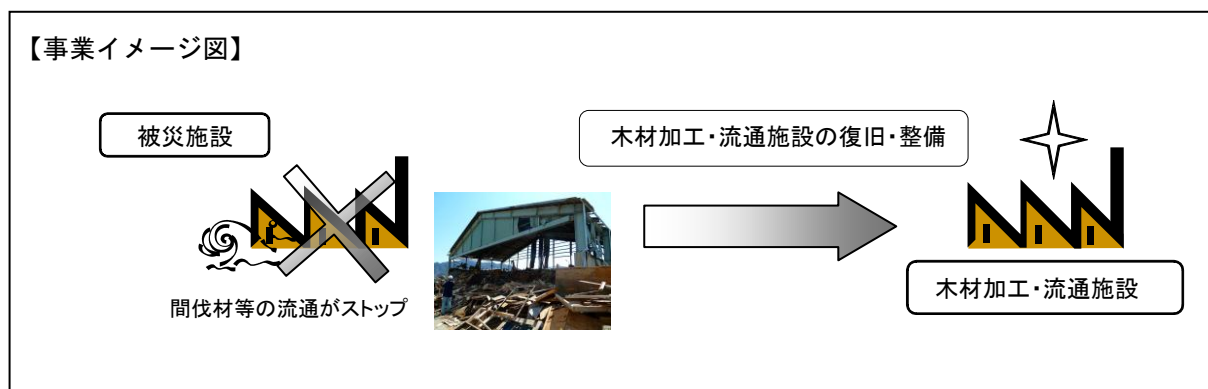 【事業イメージ図】
被災施設
木材加工・流通施設の復旧・整備
間伐材等の流通がストップ
木材加工・流通施設